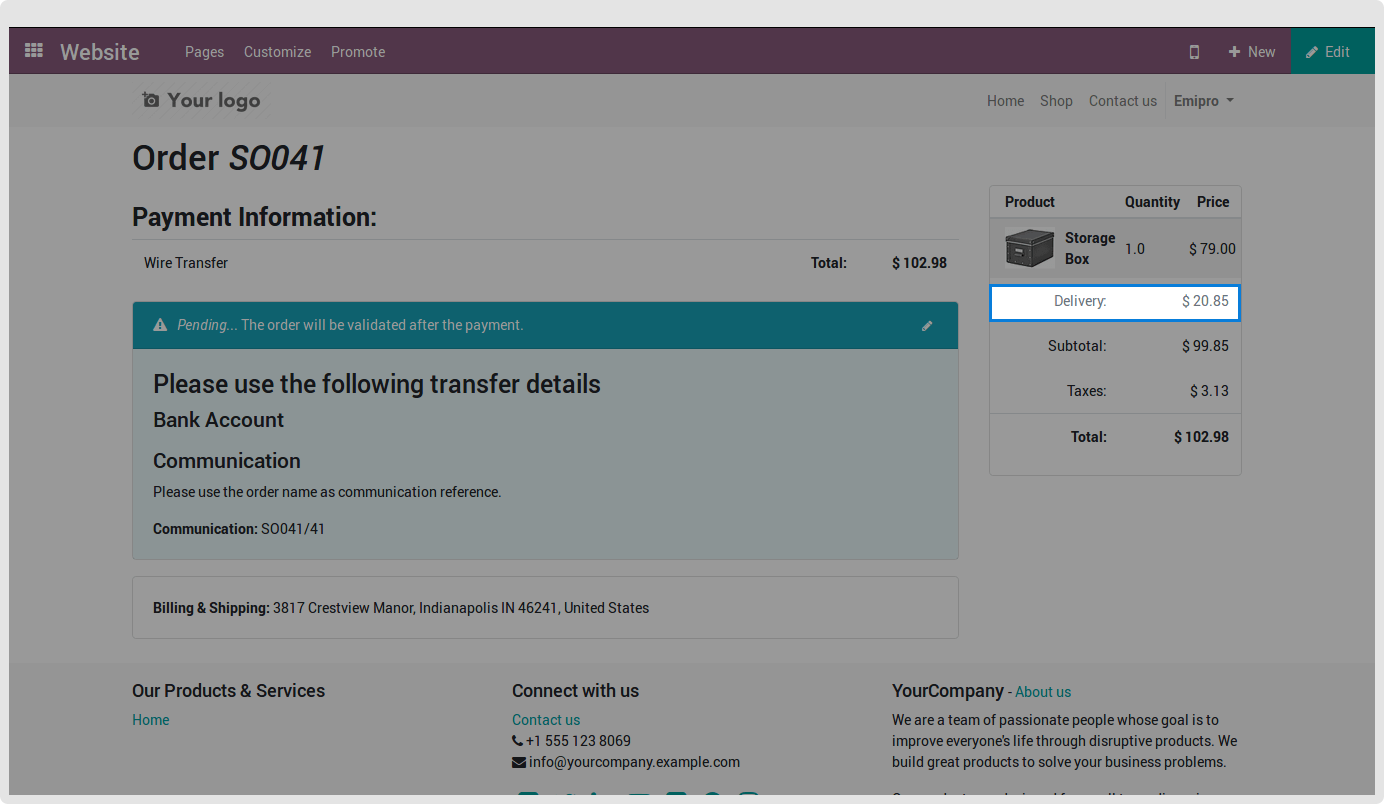 Website Pages Customize Promote New Edit
Your logo Home Shop Contact us Emipro
Order SO041
Payment Information:
Wire Transfer Total: $ 102.98
Pending... The order will be validated after the payment.
Please use the following transfer details
Bank Account
Communication
Please use the order name as communication reference.
Communication: SO041/41
Billing & Shipping: 3817 Crestview Manor, Indianapolis IN 46241, United States
Product Quantity Price
Storage
Box
1.0 $ 79.00
Delivery: $ 20.85
Subtotal: $ 99.85
Taxes: $ 3.13
Total: $ 102.98
Our Products & Services
Home
Connect with us
Contact us
+1 555 123 8069
info@yourcompany.example.com
YourCompany - About us
We are a team of passionate people whose goal is to
improve everyone's life through disruptive products. We
build great products to solve your business problems.